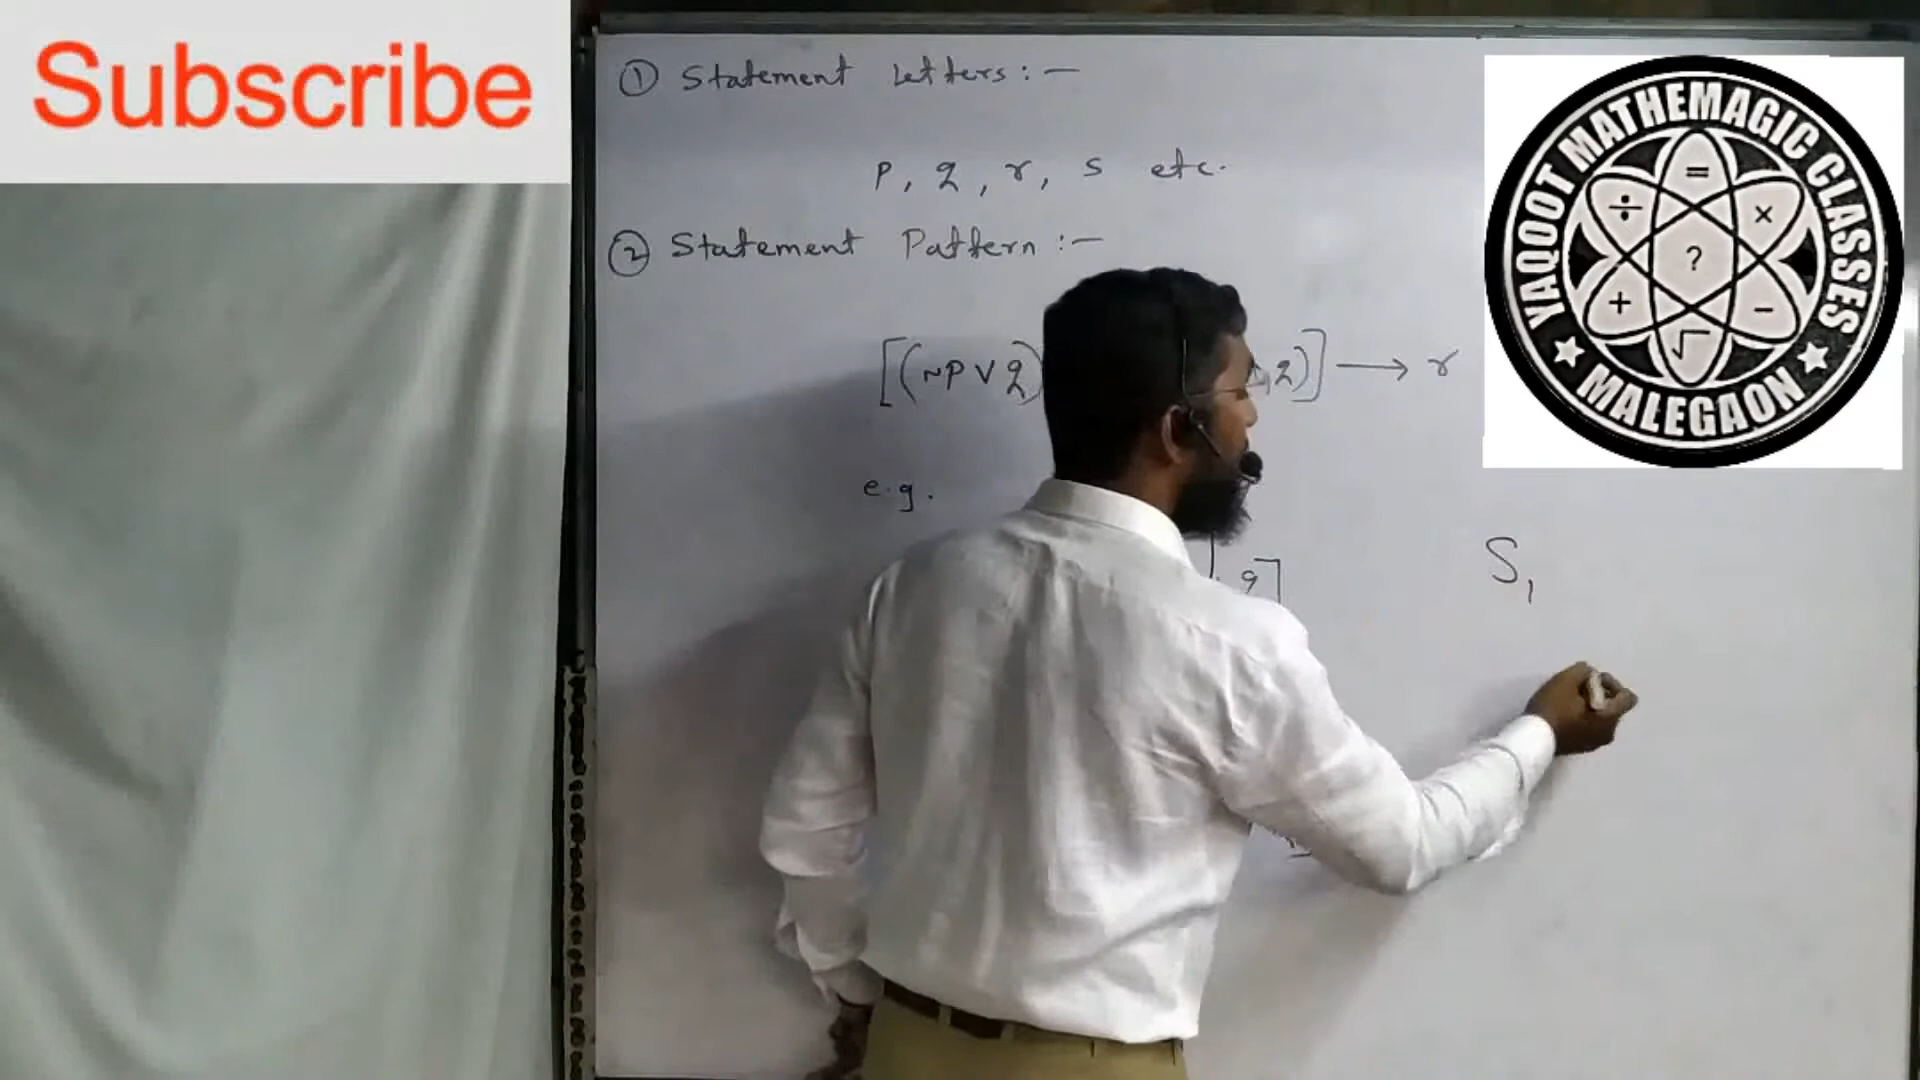 Subscribe
① Statement Letters :—
p, q, r, s etc.
② Statement Pattern :—
[(~p ∨ q) q)] → r
e.g.
q]
S₁
YAQOOT MATHEMAGIC CLASSES
★ MALEGAON ★
= ÷ × ? + − √